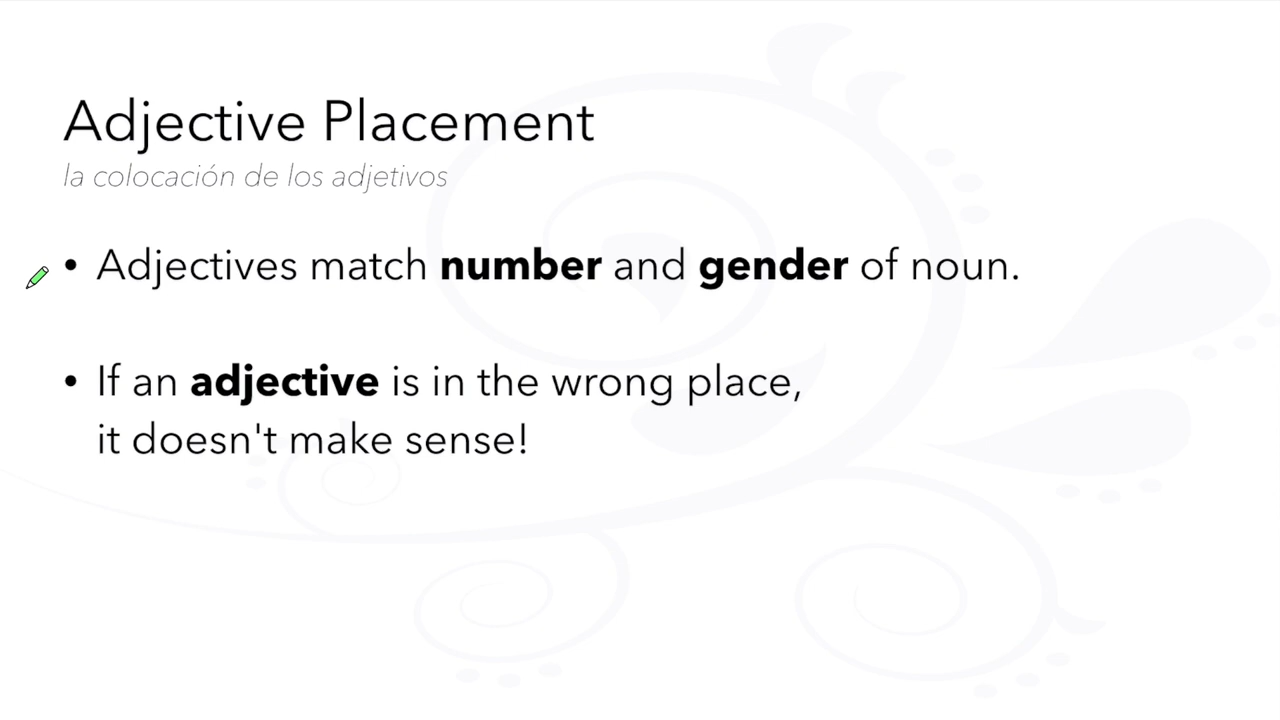 Adjective Placement
la colocación de los adjetivos
• Adjectives match number and gender of noun.
• If an adjective is in the wrong place,
it doesn't make sense!